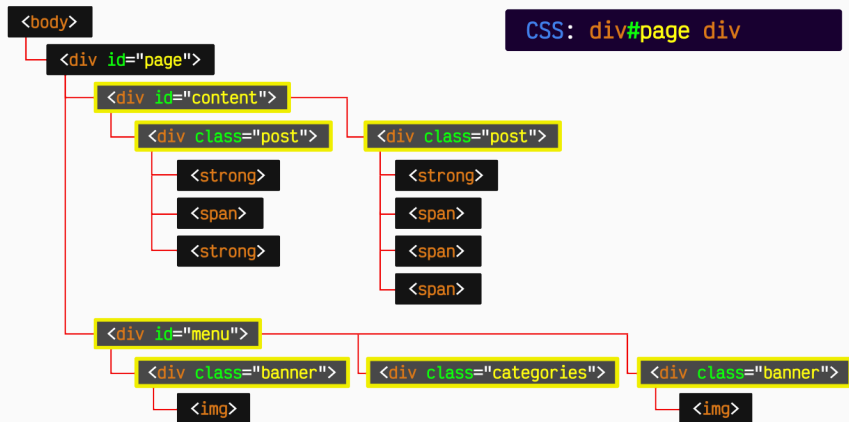 <body>
CSS: div#page div
<div id="page">
<div id="content">
<div class="post"> <div class="post">
<strong> <strong>
<span> <span>
<strong> <span>
<span>
<div id="menu">
<div class="banner"> <div class="categories"> <div class="banner">
<img> <img>